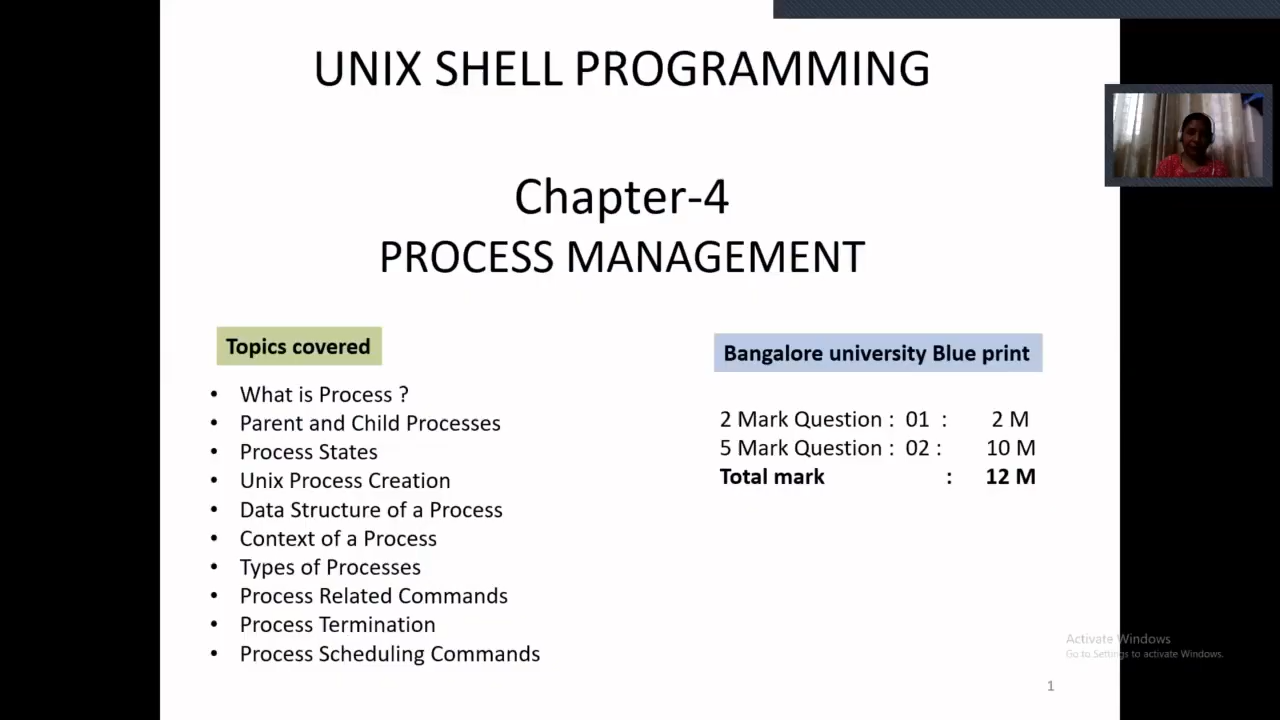 UNIX SHELL PROGRAMMING
Chapter-4
PROCESS MANAGEMENT
Topics covered
• What is Process ?
• Parent and Child Processes
• Process States
• Unix Process Creation
• Data Structure of a Process
• Context of a Process
• Types of Processes
• Process Related Commands
• Process Termination
• Process Scheduling Commands
Bangalore university Blue print
2 Mark Question : 01 : 2 M
5 Mark Question : 02 : 10 M
Total mark : 12 M
Activate Windows
Go to Settings to activate Windows.
1